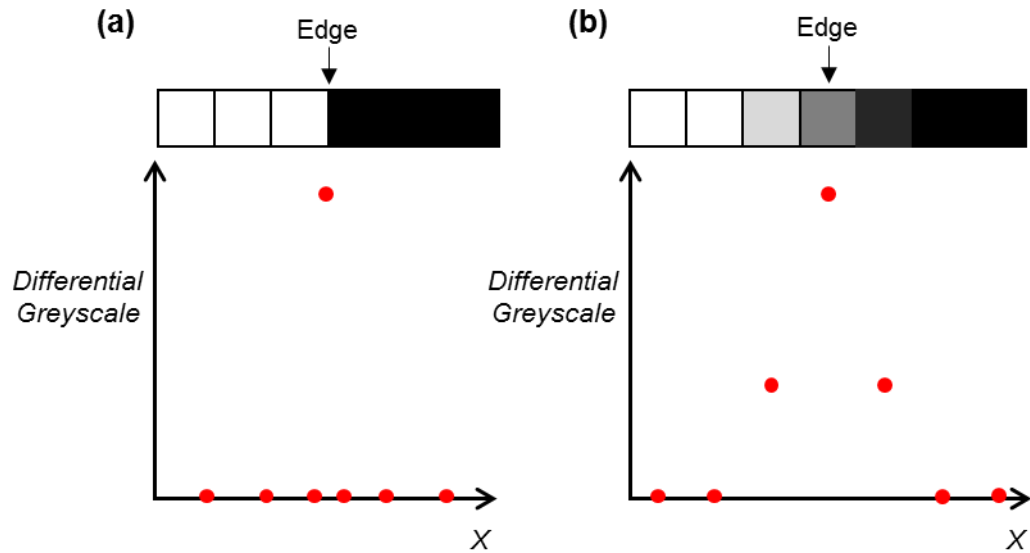 (a)
Edge
Differential
Greyscale
X
(b)
Edge
Differential
Greyscale
X